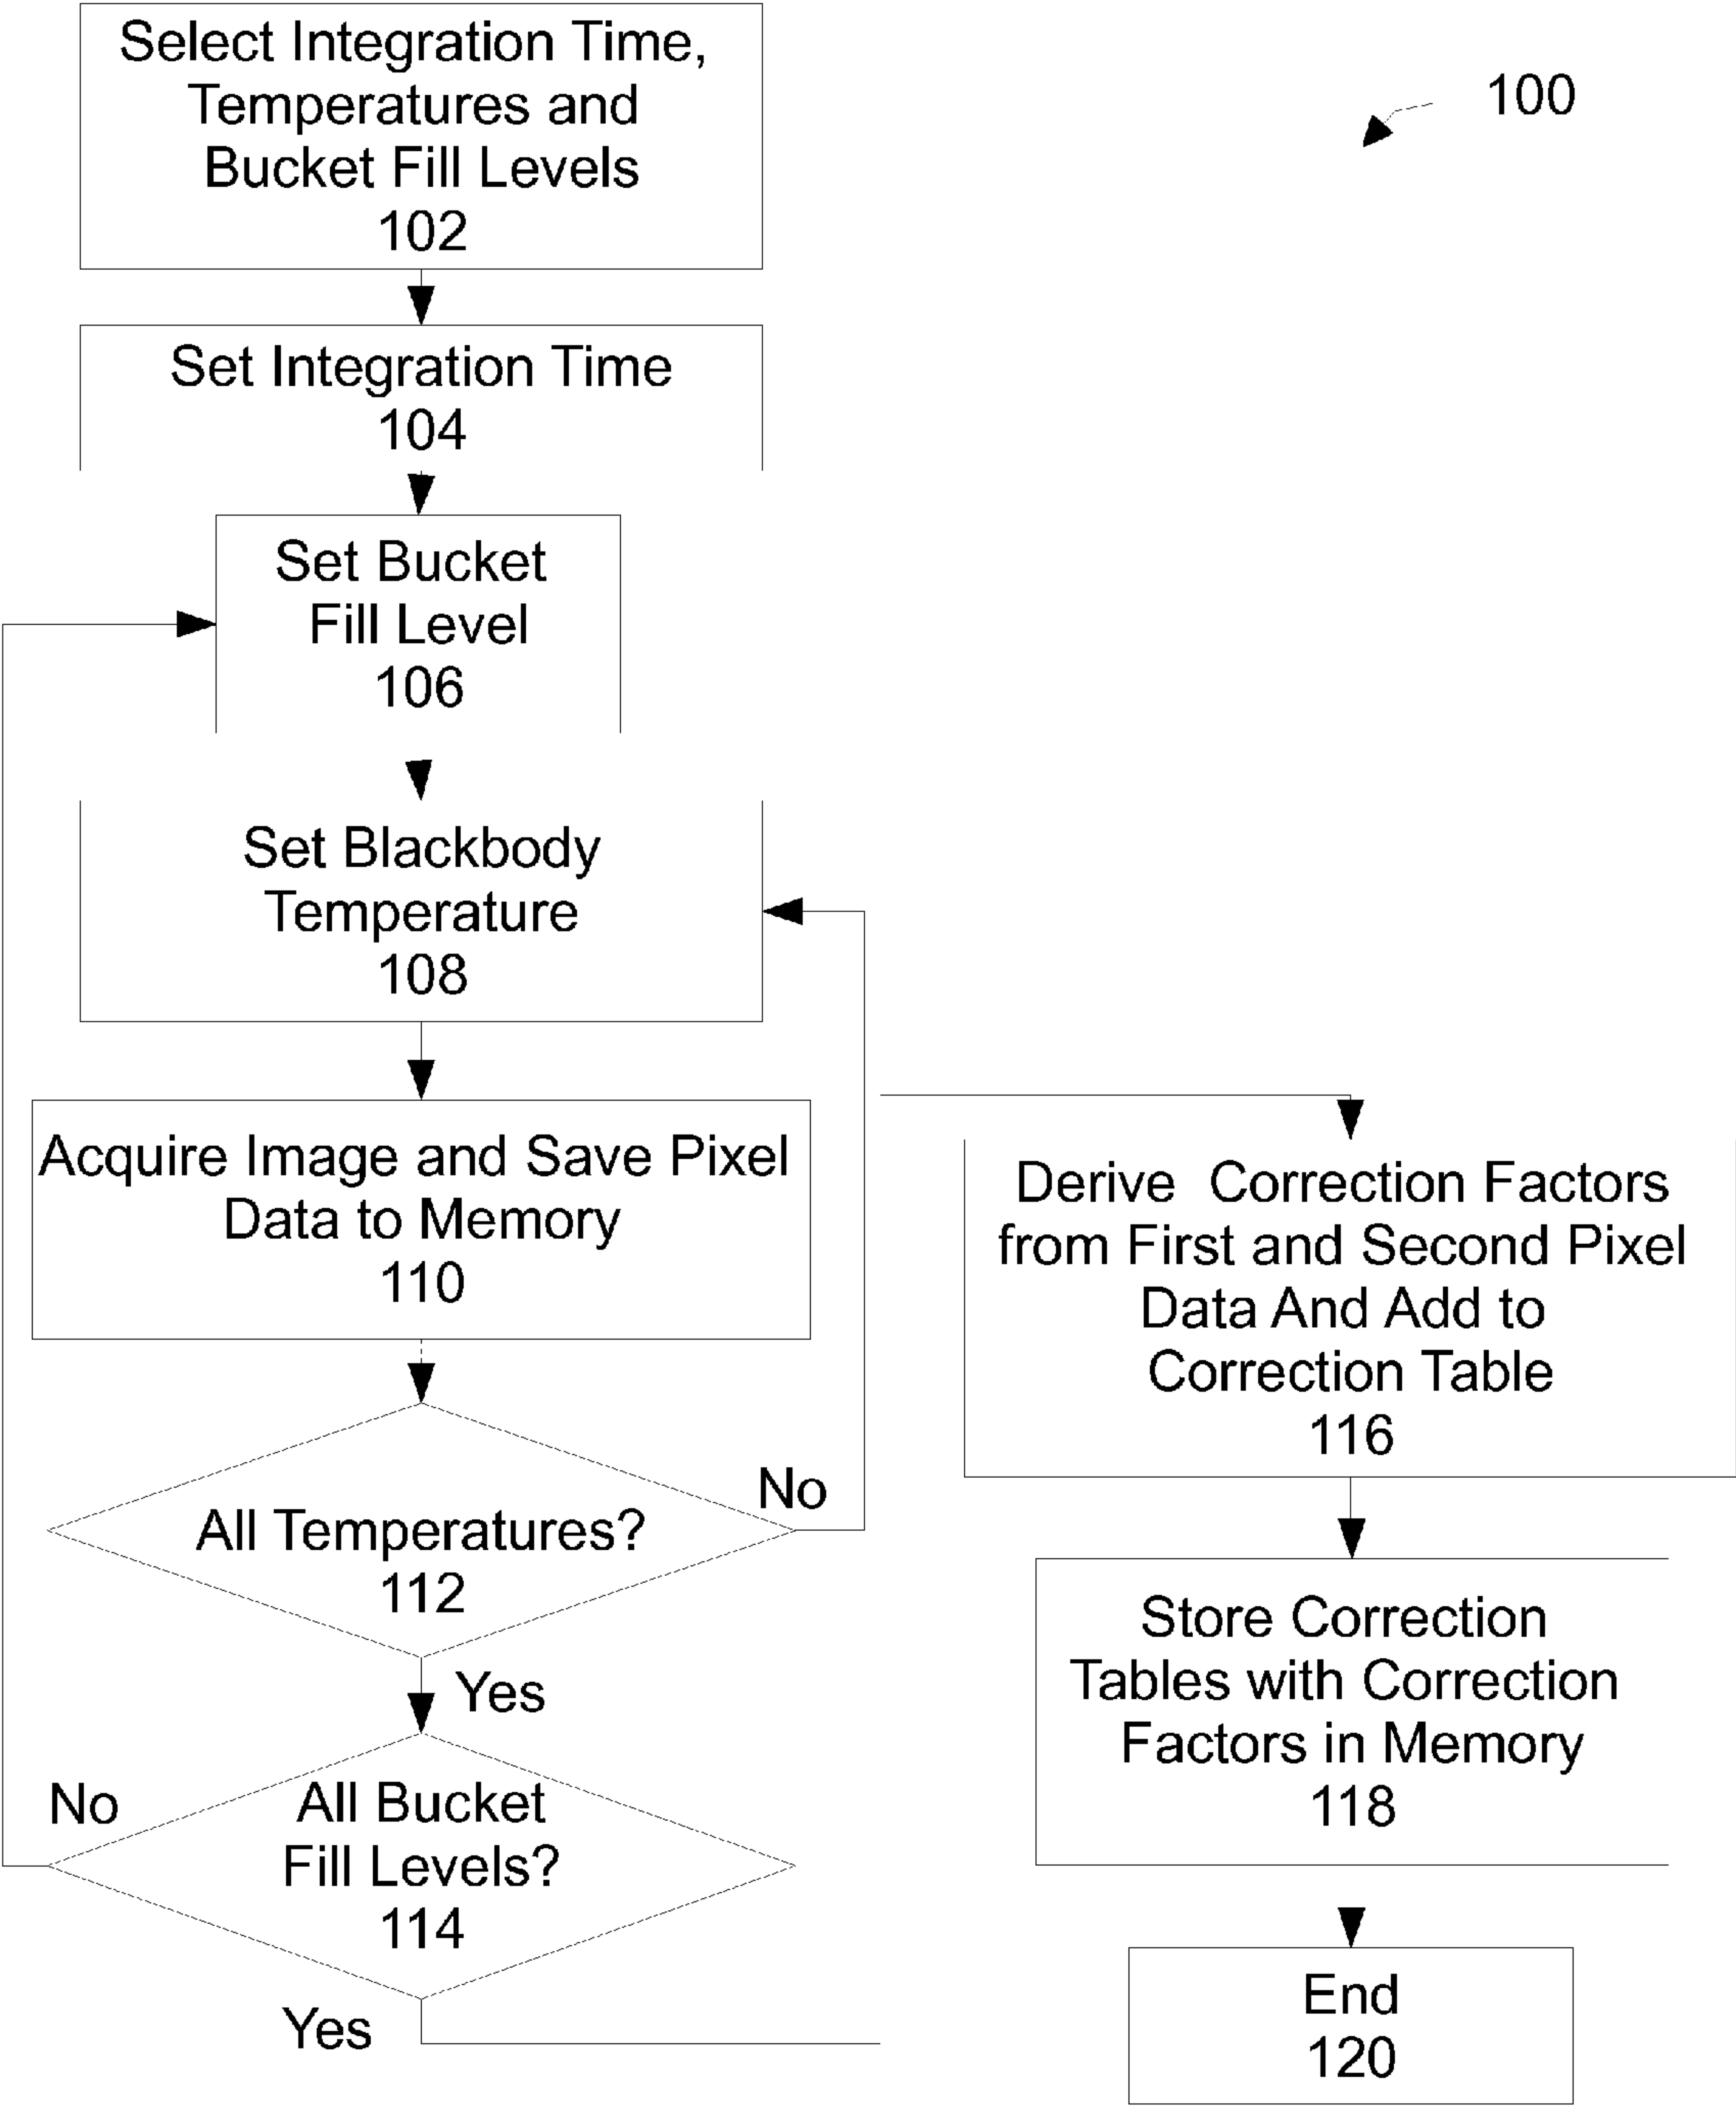 Select Integration Time,
Temperatures and
Bucket Fill Levels
102
100
Set Integration Time
104
Set Bucket
Fill Level
106
Set Blackbody
Temperature
108
Acquire Image and Save Pixel
Data to Memory
110
All Temperatures?
112
No
Yes
All Bucket
Fill Levels?
114
No
Yes
Derive Correction Factors
from First and Second Pixel
Data And Add to
Correction Table
116
Store Correction
Tables with Correction
Factors in Memory
118
End
120